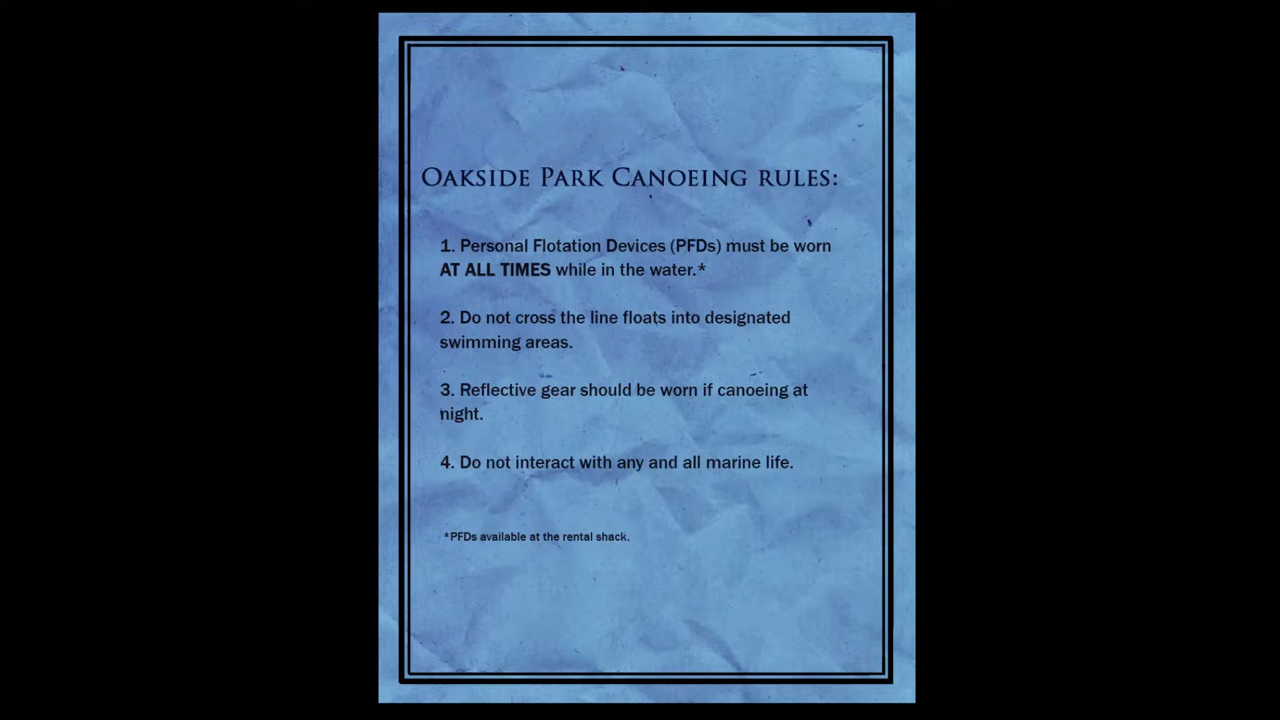 Oakside Park Canoeing rules:
1. Personal Flotation Devices (PFDs) must be worn
AT ALL TIMES while in the water.*
2. Do not cross the line floats into designated
swimming areas.
3. Reflective gear should be worn if canoeing at
night.
4. Do not interact with any and all marine life.
*PFDs available at the rental shack.